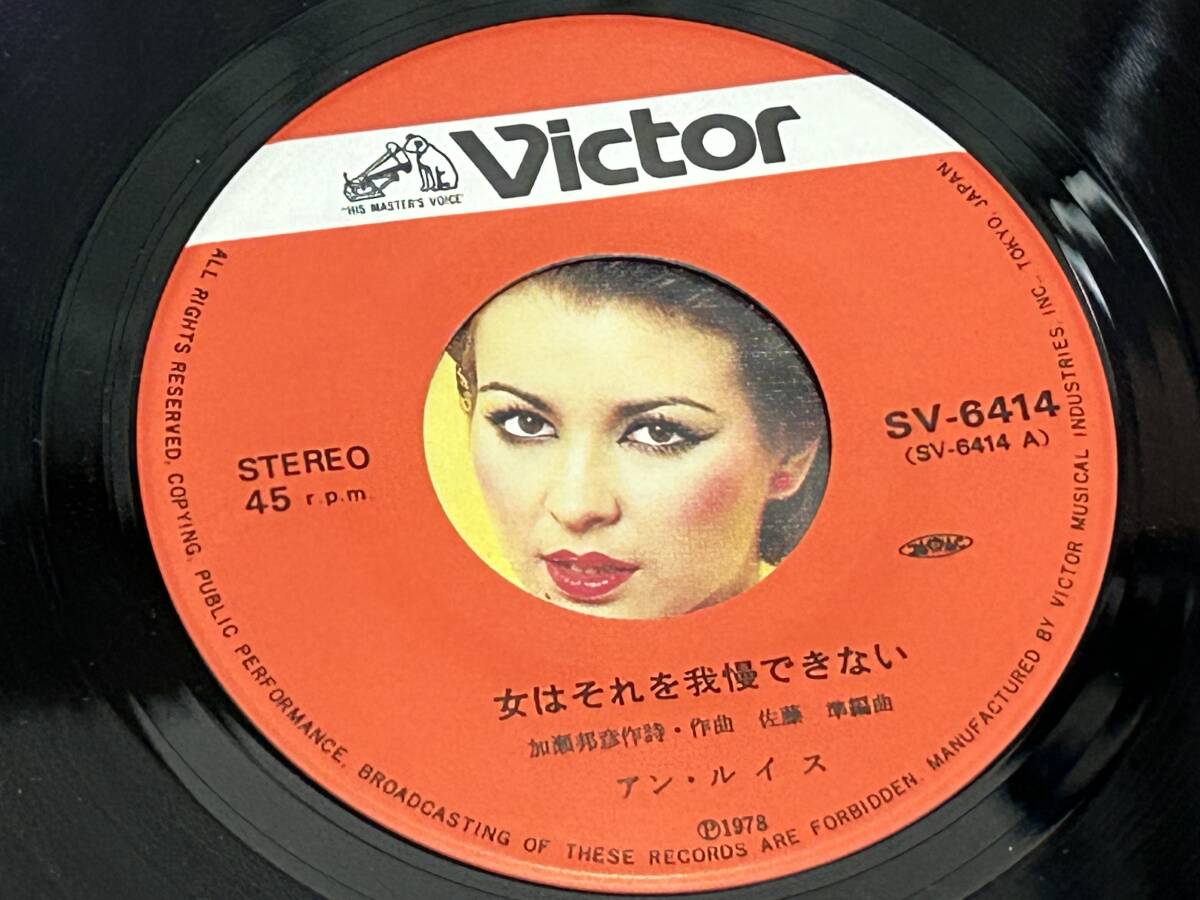 Victor
"HIS MASTER'S VOICE"
STEREO
45 r.p.m.
SV-6414
(SV-6414 A)
女はそれを我慢できない
加瀬邦彦作詩・作曲 佐藤 準編曲
アン・ルイス
Ⓟ1978
ALL RIGHTS RESERVED. COPYING, PUBLIC PERFORMANCE, BROADCASTING OF THESE RECORDS ARE FORBIDDEN. MANUFACTURED BY VICTOR MUSICAL INDUSTRIES, INC., TOKYO, JAPAN.